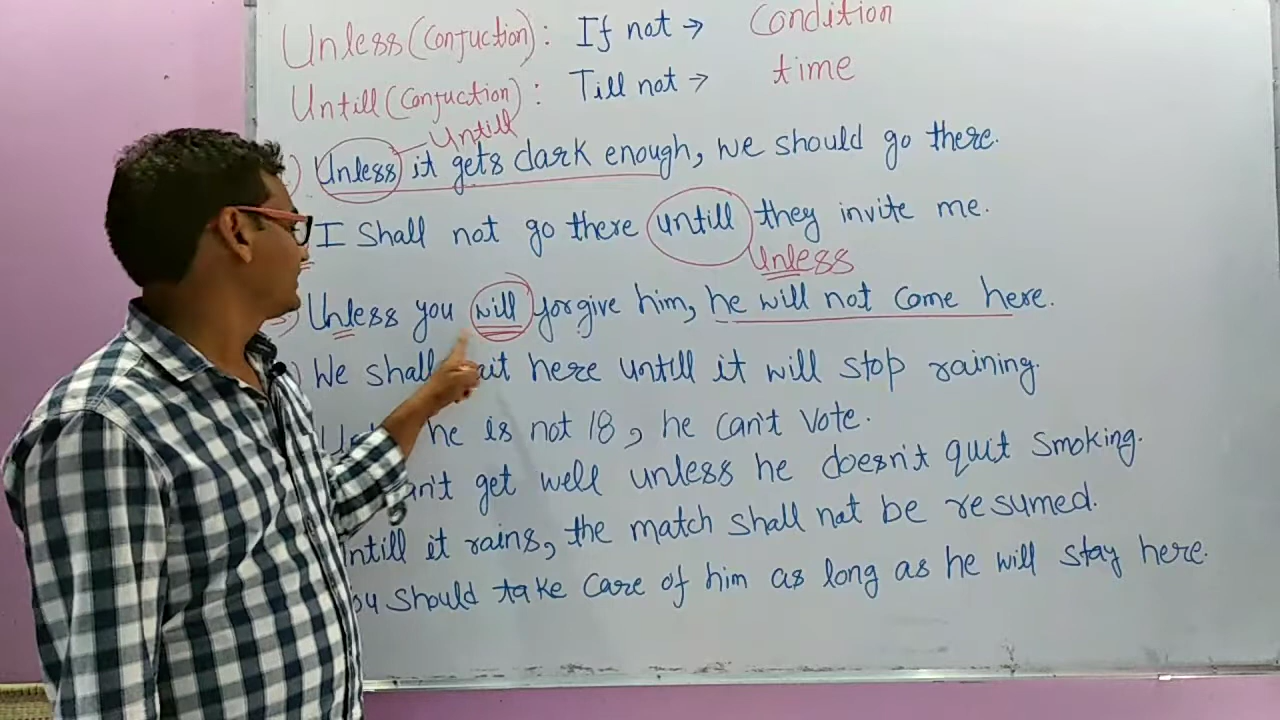 Unless (Confuction) : If not → Condition
Untill (Confuction) : Till not → time
Untill
) Unless it gets dark enough, we should go there.
I shall not go there untill they invite me.
Unless
) Unless you will forgive him, he will not come here.
) We shall here untill it will stop raining.
he is not 18, he can't vote.
get well unless he doesn't quit smoking.
it rains, the match shall not be resumed.
should take care of him as long as he will stay here.